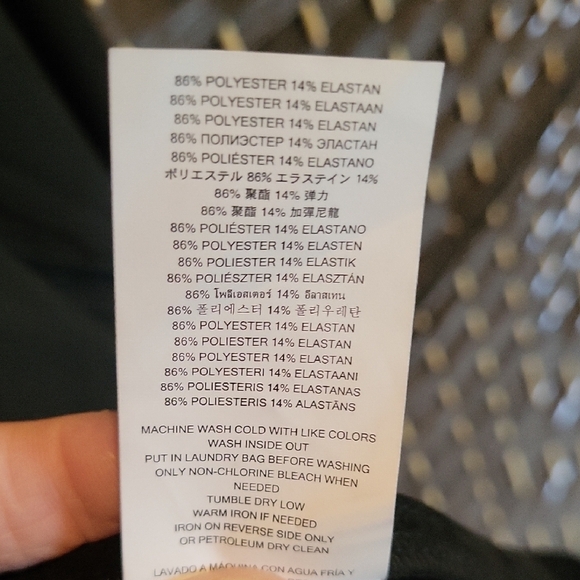 86% POLYESTER 14% ELASTAN
86% POLYESTER 14% ELASTAAN
86% POLYESTER 14% ELASTAN
86% ПОЛИЭСТЕР 14% ЭЛАСТАН
86% POLIÉSTER 14% ELASTANO
ポリエステル 86% エラステイン 14%
86% 聚酯 14% 弹力
86% 聚酯 14% 加彈尼龍
86% POLIÉSTER 14% ELASTANO
86% POLYESTER 14% ELASTEN
86% POLIESTER 14% ELASTIK
86% POLIÉSZTER 14% ELASZTÁN
86% โพลีเอสเตอร์ 14% อีลาสเทน
86% 폴리에스터 14% 폴리우레탄
86% POLYESTER 14% ELASTAN
86% POLIESTER 14% ELASTAN
86% POLYESTER 14% ELASTAN
86% POLYESTERI 14% ELASTAANI
86% POLIESTERIS 14% ELASTANAS
86% POLIESTERIS 14% ALASTĀNS
MACHINE WASH COLD WITH LIKE COLORS
WASH INSIDE OUT
PUT IN LAUNDRY BAG BEFORE WASHING
ONLY NON-CHLORINE BLEACH WHEN
NEEDED
TUMBLE DRY LOW
WARM IRON IF NEEDED
IRON ON REVERSE SIDE ONLY
OR PETROLEUM DRY CLEAN
LAVADO A MÁQUINA CON AGUA FRÍA Y